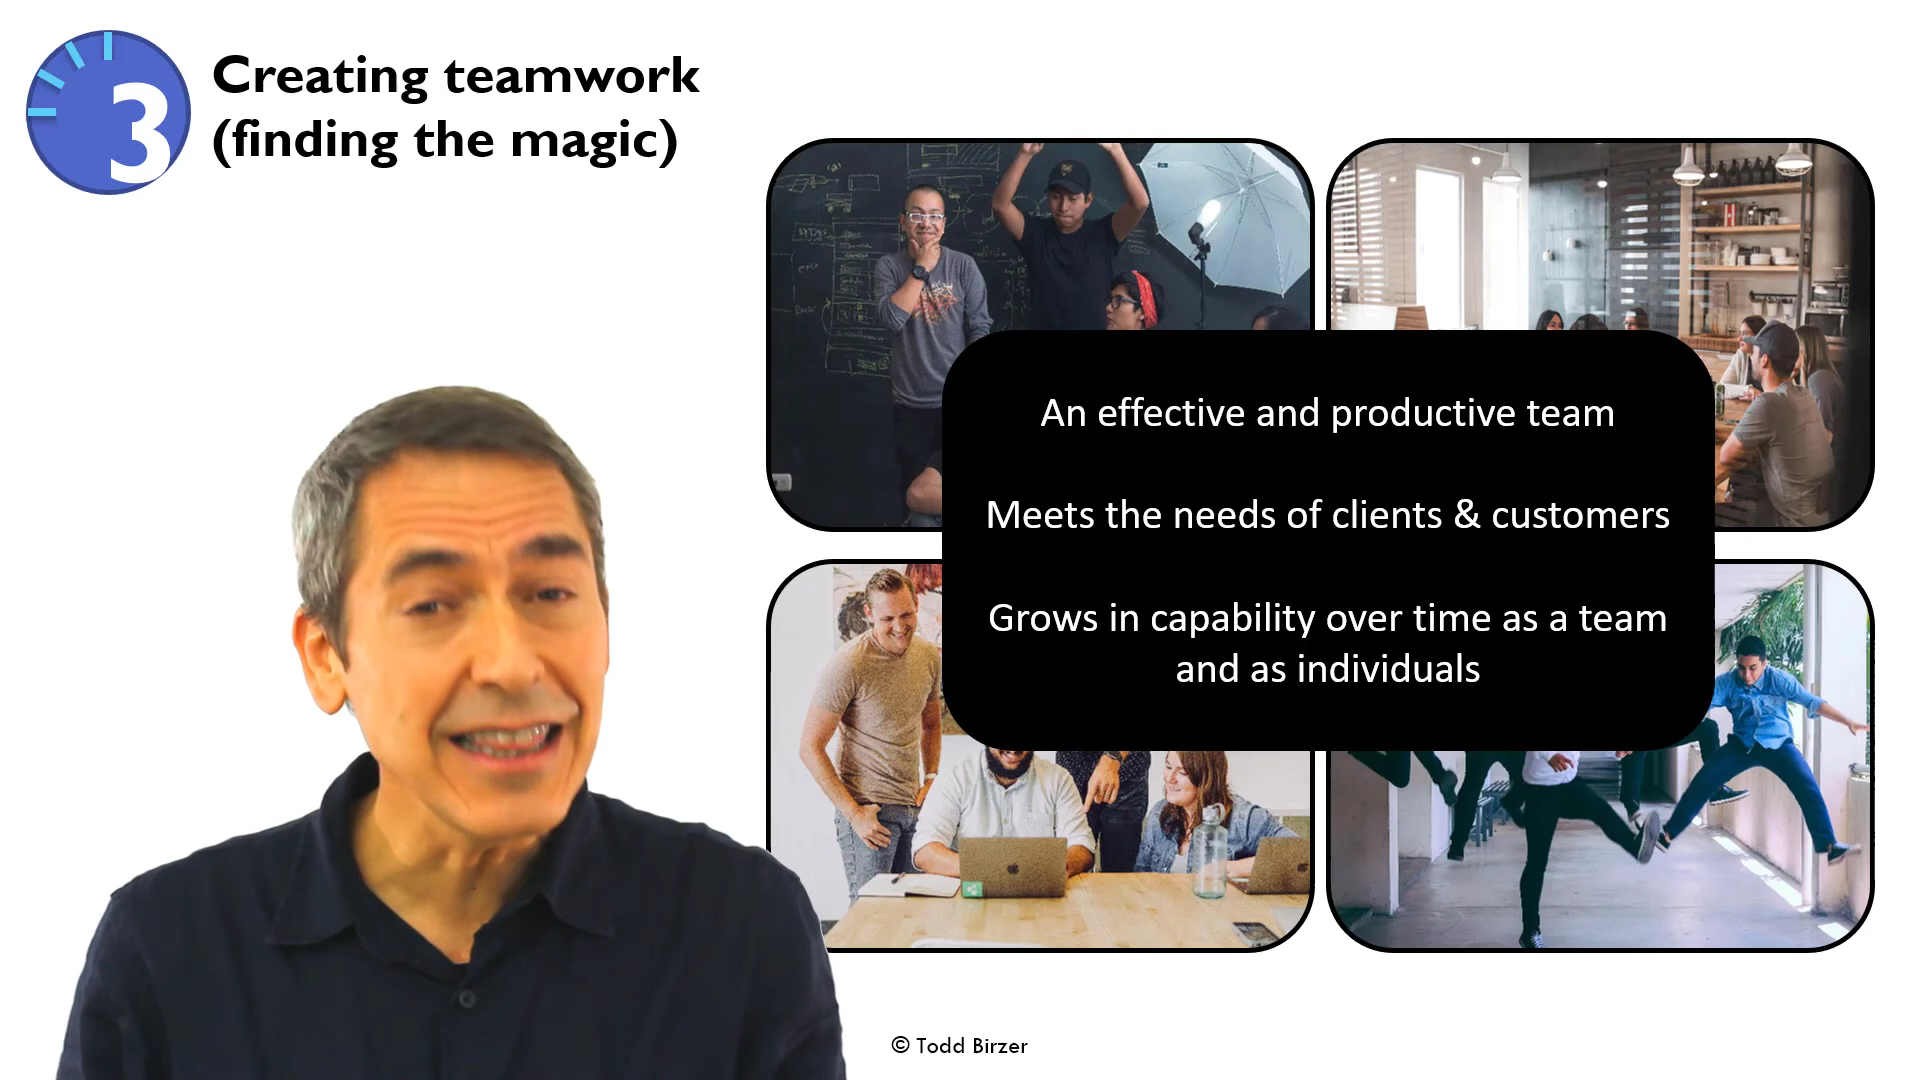 3
Creating teamwork
(finding the magic)
An effective and productive team
Meets the needs of clients & customers
Grows in capability over time as a team
and as individuals
© Todd Birzer